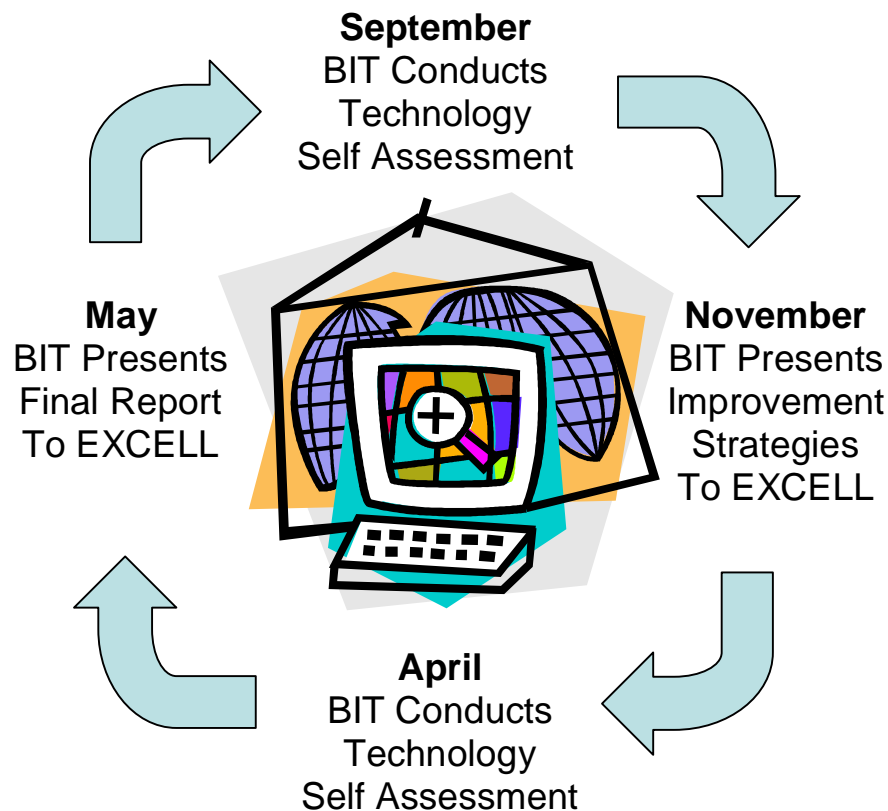 September
BIT Conducts
Technology
Self Assessment
November
BIT Presents
Improvement
Strategies
To EXCELL
April
BIT Conducts
Technology
Self Assessment
May
BIT Presents
Final Report
To EXCELL